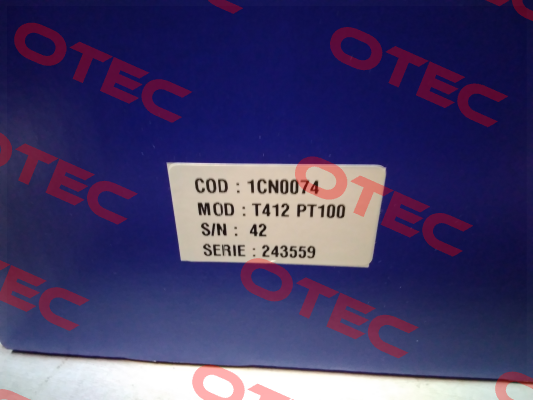 OTEC
OTEC
OTEC
OTEC
COD : 1CN0074
MOD : T412 PT100
S/N : 42
SERIE : 243559
OTEC
OTEC
OTEC